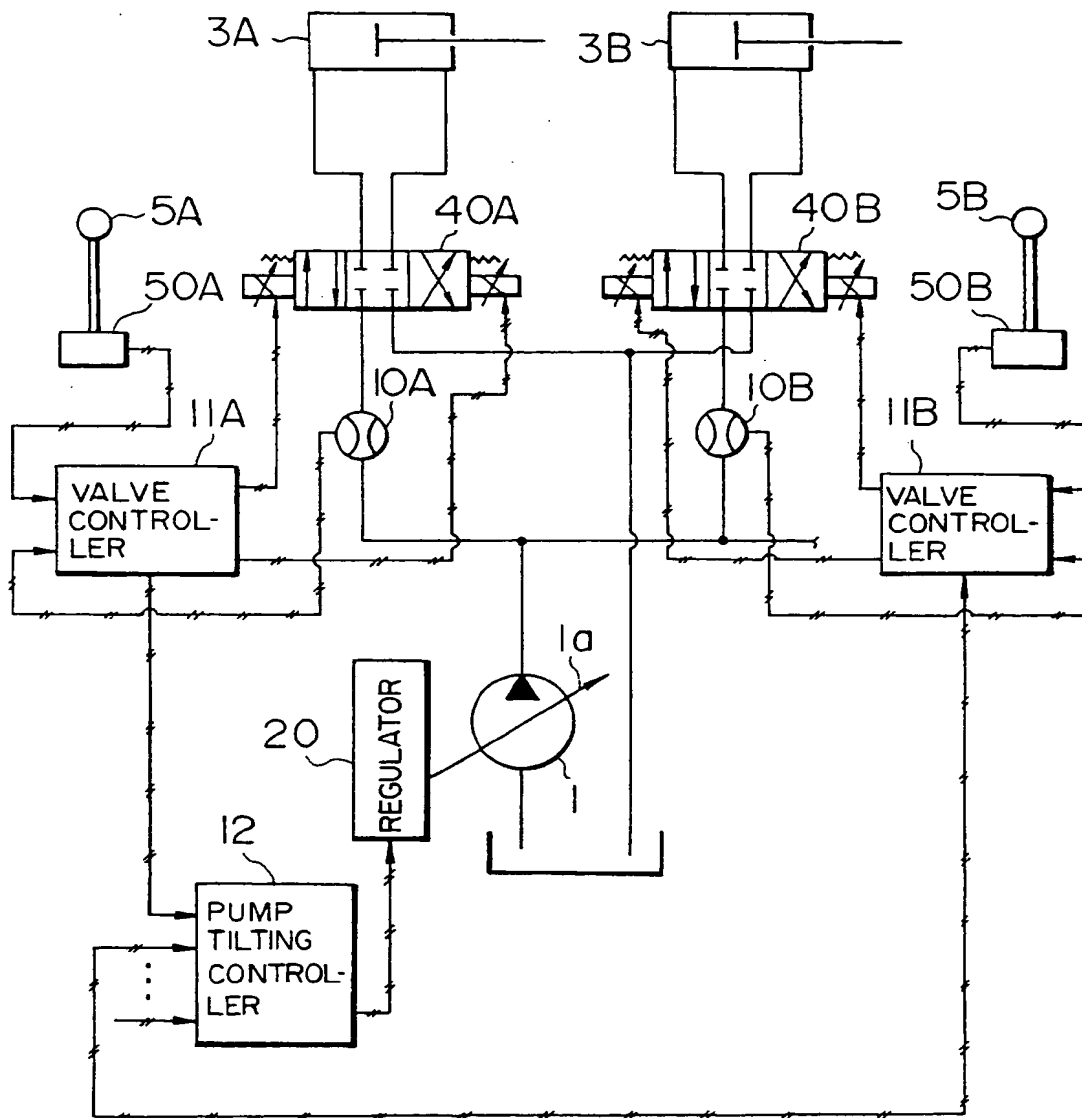 3A
3B
5A
40A
40B
5B
50A
50B
10A
10B
11A
11B
VALVE
CONTROL-
LER
VALVE
CONTROL-
LER
1a
20
REGULATOR
1
12
PUMP
TILTING
CONTROL-
LER